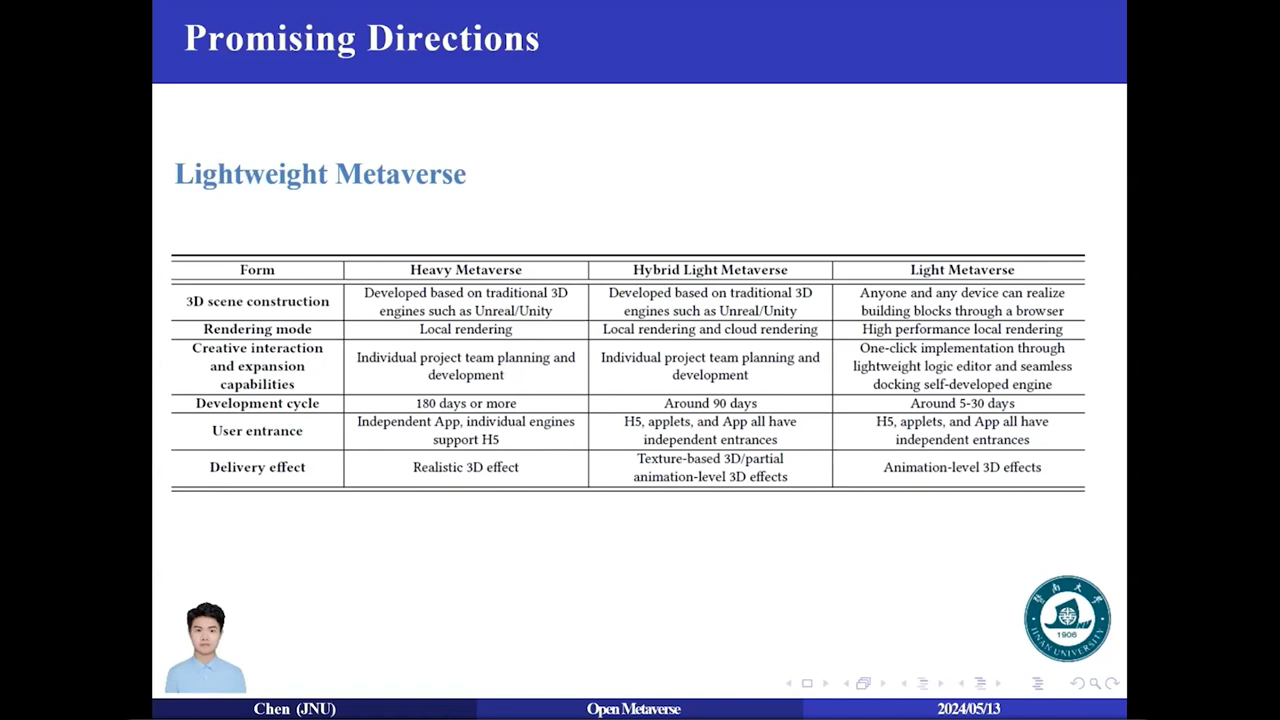 Promising Directions
Lightweight Metaverse
Form Heavy Metaverse Hybrid Light Metaverse Light Metaverse
3D scene construction Developed based on traditional 3D engines such as Unreal/Unity Developed based on traditional 3D engines such as Unreal/Unity Anyone and any device can realize building blocks through a browser
Rendering mode Local rendering Local rendering and cloud rendering High performance local rendering
Creative interaction and expansion capabilities Individual project team planning and development Individual project team planning and development One-click implementation through lightweight logic editor and seamless docking self-developed engine
Development cycle 180 days or more Around 90 days Around 5-30 days
User entrance Independent App, individual engines support H5 H5, applets, and App all have independent entrances H5, applets, and App all have independent entrances
Delivery effect Realistic 3D effect Texture-based 3D/partial animation-level 3D effects Animation-level 3D effects
暨南大学
1906
JINAN UNIVERSITY
Chen (JNU) Open Metaverse 2024/05/13